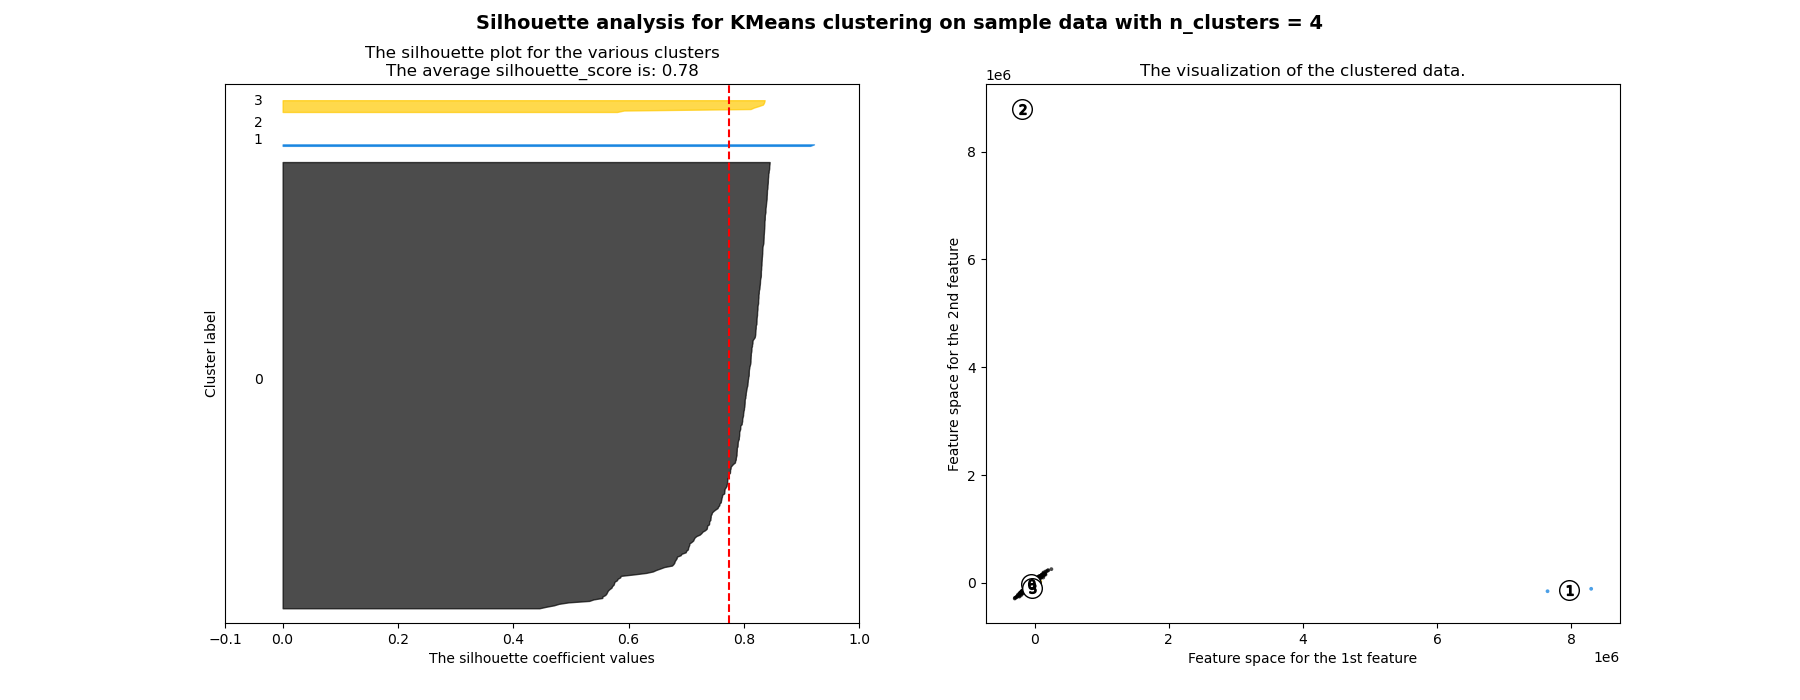 Silhouette analysis for KMeans clustering on sample data with n_clusters = 4
The silhouette plot for the various clusters
The average silhouette_score is: 0.78
3
2
1
0
Cluster label
−0.1 0.0 0.2 0.4 0.6 0.8 1.0
The silhouette coefficient values
The visualization of the clustered data.
1e6
8
6
4
2
0
Feature space for the 2nd feature
2
3
1
0 2 4 6 8
1e6
Feature space for the 1st feature